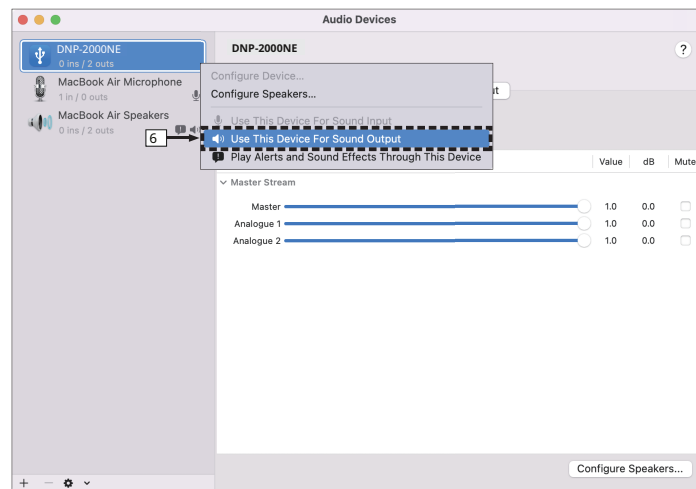 Audio Devices
DNP-2000NE
0 ins / 2 outs
MacBook Air Microphone
1 in / 0 outs
MacBook Air Speakers
0 ins / 2 outs
6
DNP-2000NE
?
Configure Device...
Configure Speakers...
Use This Device For Sound Input
Use This Device For Sound Output
Play Alerts and Sound Effects Through This Device
Value dB Mute
Master Stream
Master 1.0 0.0
Analogue 1 1.0 0.0
Analogue 2 1.0 0.0
Configure Speakers...